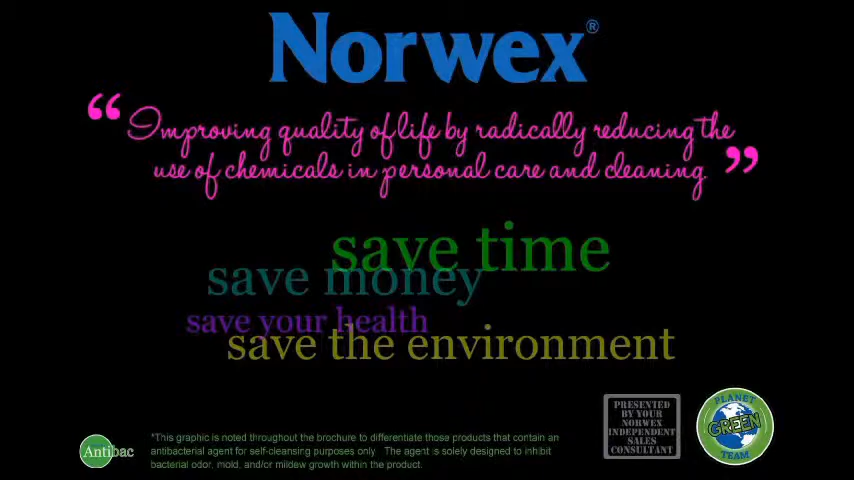 Norwex®
“Improving quality of life by radically reducing the
use of chemicals in personal care and cleaning.”
save time
save money
save your health
save the environment
PRESENTED
BY YOUR
NORWEX
INDEPENDENT
SALES
CONSULTANT
PLANET
GREEN
TEAM
Antibac
*This graphic is noted throughout the brochure to differentiate those products that contain an
antibacterial agent for self-cleansing purposes only The agent is solely designed to inhibit
bacterial odor, mold, and/or mildew growth within the product.